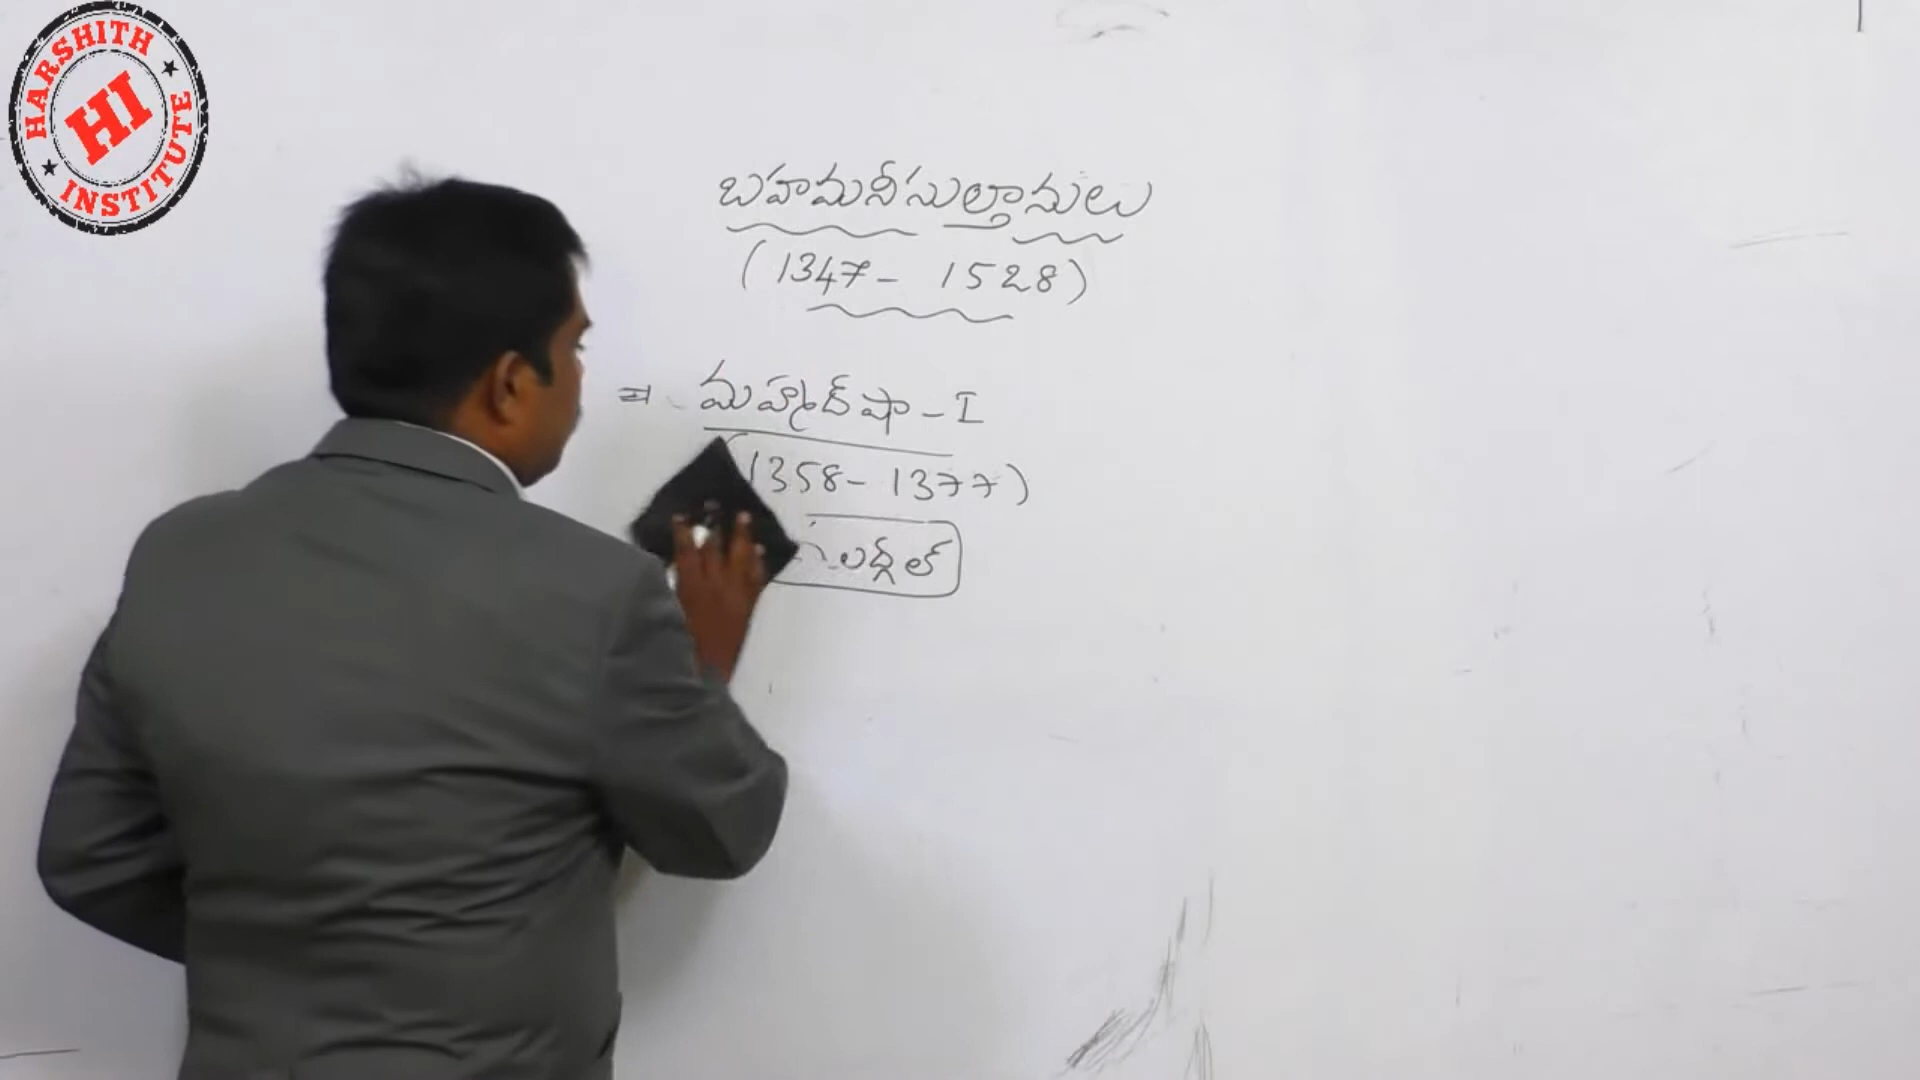 HARSHITH
HI
INSTITUTE
బహమనీసుల్తానులు
(1347- 1528)
= మహ్మద్‌షా - I
(1358- 1377)